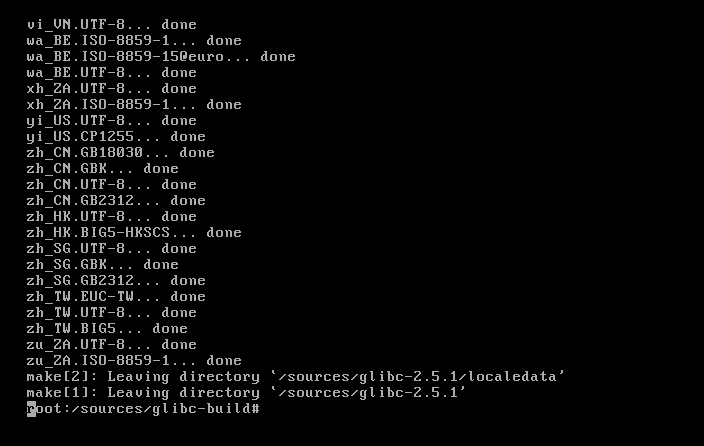 vi_VN.UTF-8... done
wa_BE.ISO-8859-1... done
wa_BE.ISO-8859-15@euro... done
wa_BE.UTF-8... done
xh_ZA.UTF-8... done
xh_ZA.ISO-8859-1... done
yi_US.UTF-8... done
yi_US.CP1255... done
zh_CN.GB18030... done
zh_CN.GBK... done
zh_CN.UTF-8... done
zh_CN.GB2312... done
zh_HK.UTF-8... done
zh_HK.BIG5-HKSCS... done
zh_SG.UTF-8... done
zh_SG.GBK... done
zh_SG.GB2312... done
zh_TW.EUC-TW... done
zh_TW.UTF-8... done
zh_TW.BIG5... done
zu_ZA.UTF-8... done
zu_ZA.ISO-8859-1... done
make[2]: Leaving directory `/sources/glibc-2.5.1/localedata'
make[1]: Leaving directory `/sources/glibc-2.5.1'
root:/sources/glibc-build#